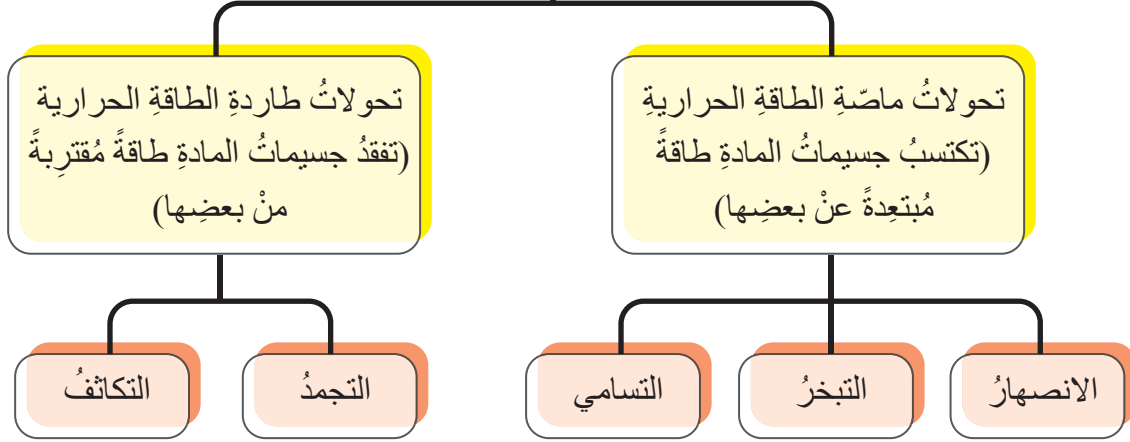 تحولاتُ ماصّةِ الطاقةِ الحراريةِ
(تكتسبُ جسيماتُ المادةِ طاقةً
مُبتعِدةً عنْ بعضِها)
تحولاتُ طاردةِ الطاقةِ الحرارية
(تفقدُ جسيماتُ المادةِ طاقةً مُقترِبةً
منْ بعضِها)
الانصهارُ
التبخرُ
التسامي
التجمدُ
التكاثفُ